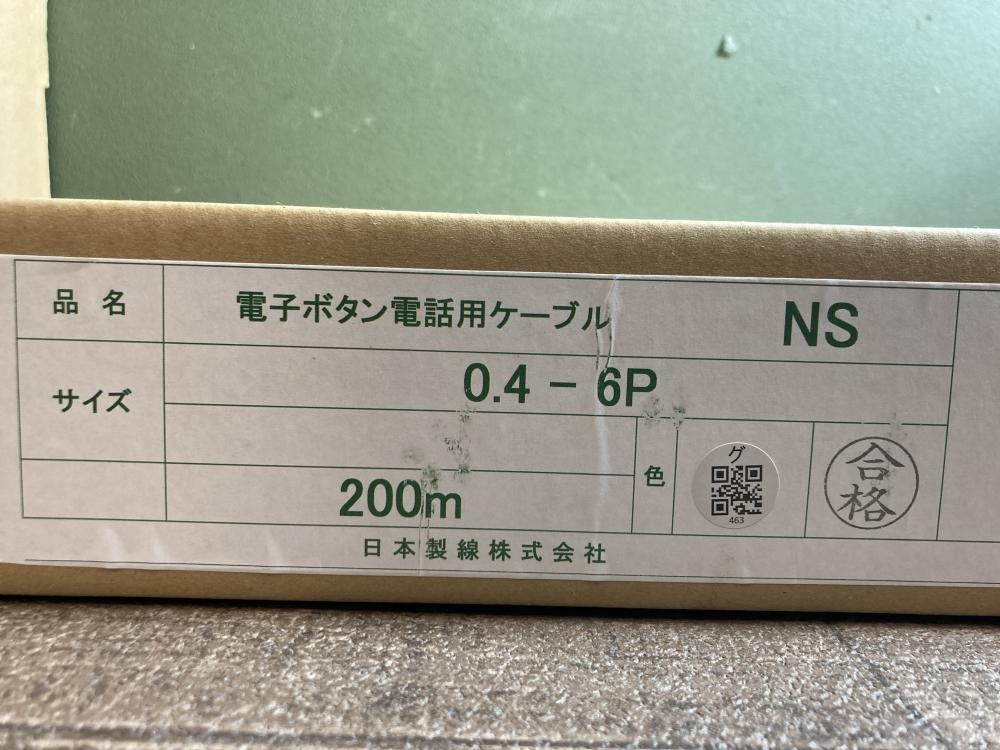 品名 電子ボタン電話用ケーブル NS
サイズ 0.4 - 6P
200m 色 グ 463 合格
日本製線株式会社